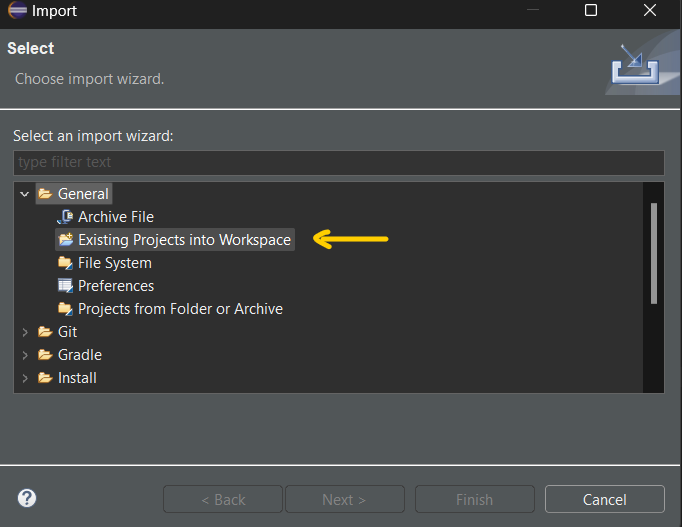 Import
Select
Choose import wizard.
Select an import wizard:
type filter text
General
Archive File
Existing Projects into Workspace
File System
Preferences
Projects from Folder or Archive
Git
Gradle
Install
?
< Back
Next >
Finish
Cancel